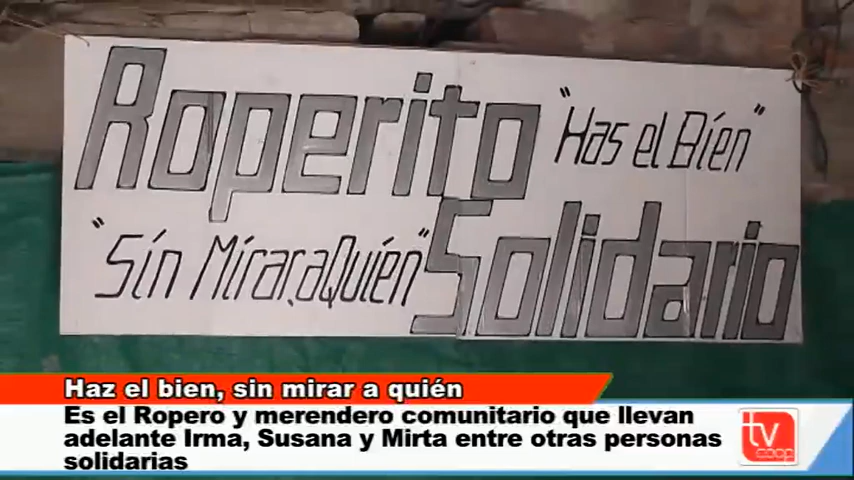 Roperito "Has el Bién"
"Sín Mirar a Quién" Solidario
Haz el bien, sin mirar a quién
Es el Ropero y merendero comunitario que llevan
adelante Irma, Susana y Mirta entre otras personas
solidarias
tv
coop